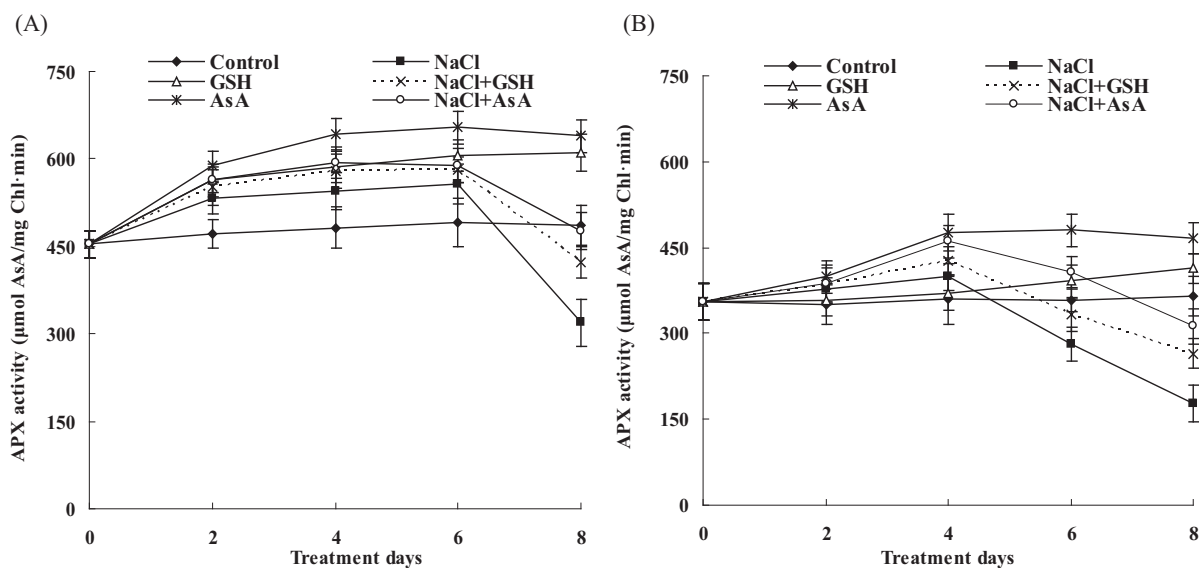 (A)
Control NaCl
GSH NaCl+GSH
AsA NaCl+AsA
APX activity (μmol AsA/mg Chl·min)
750
600
450
300
150
0
0 2 4 6 8
Treatment days
(B)
Control NaCl
GSH NaCl+GSH
AsA NaCl+AsA
APX activity (μmol AsA/mg Chl·min)
750
600
450
300
150
0
0 2 4 6 8
Treatment days